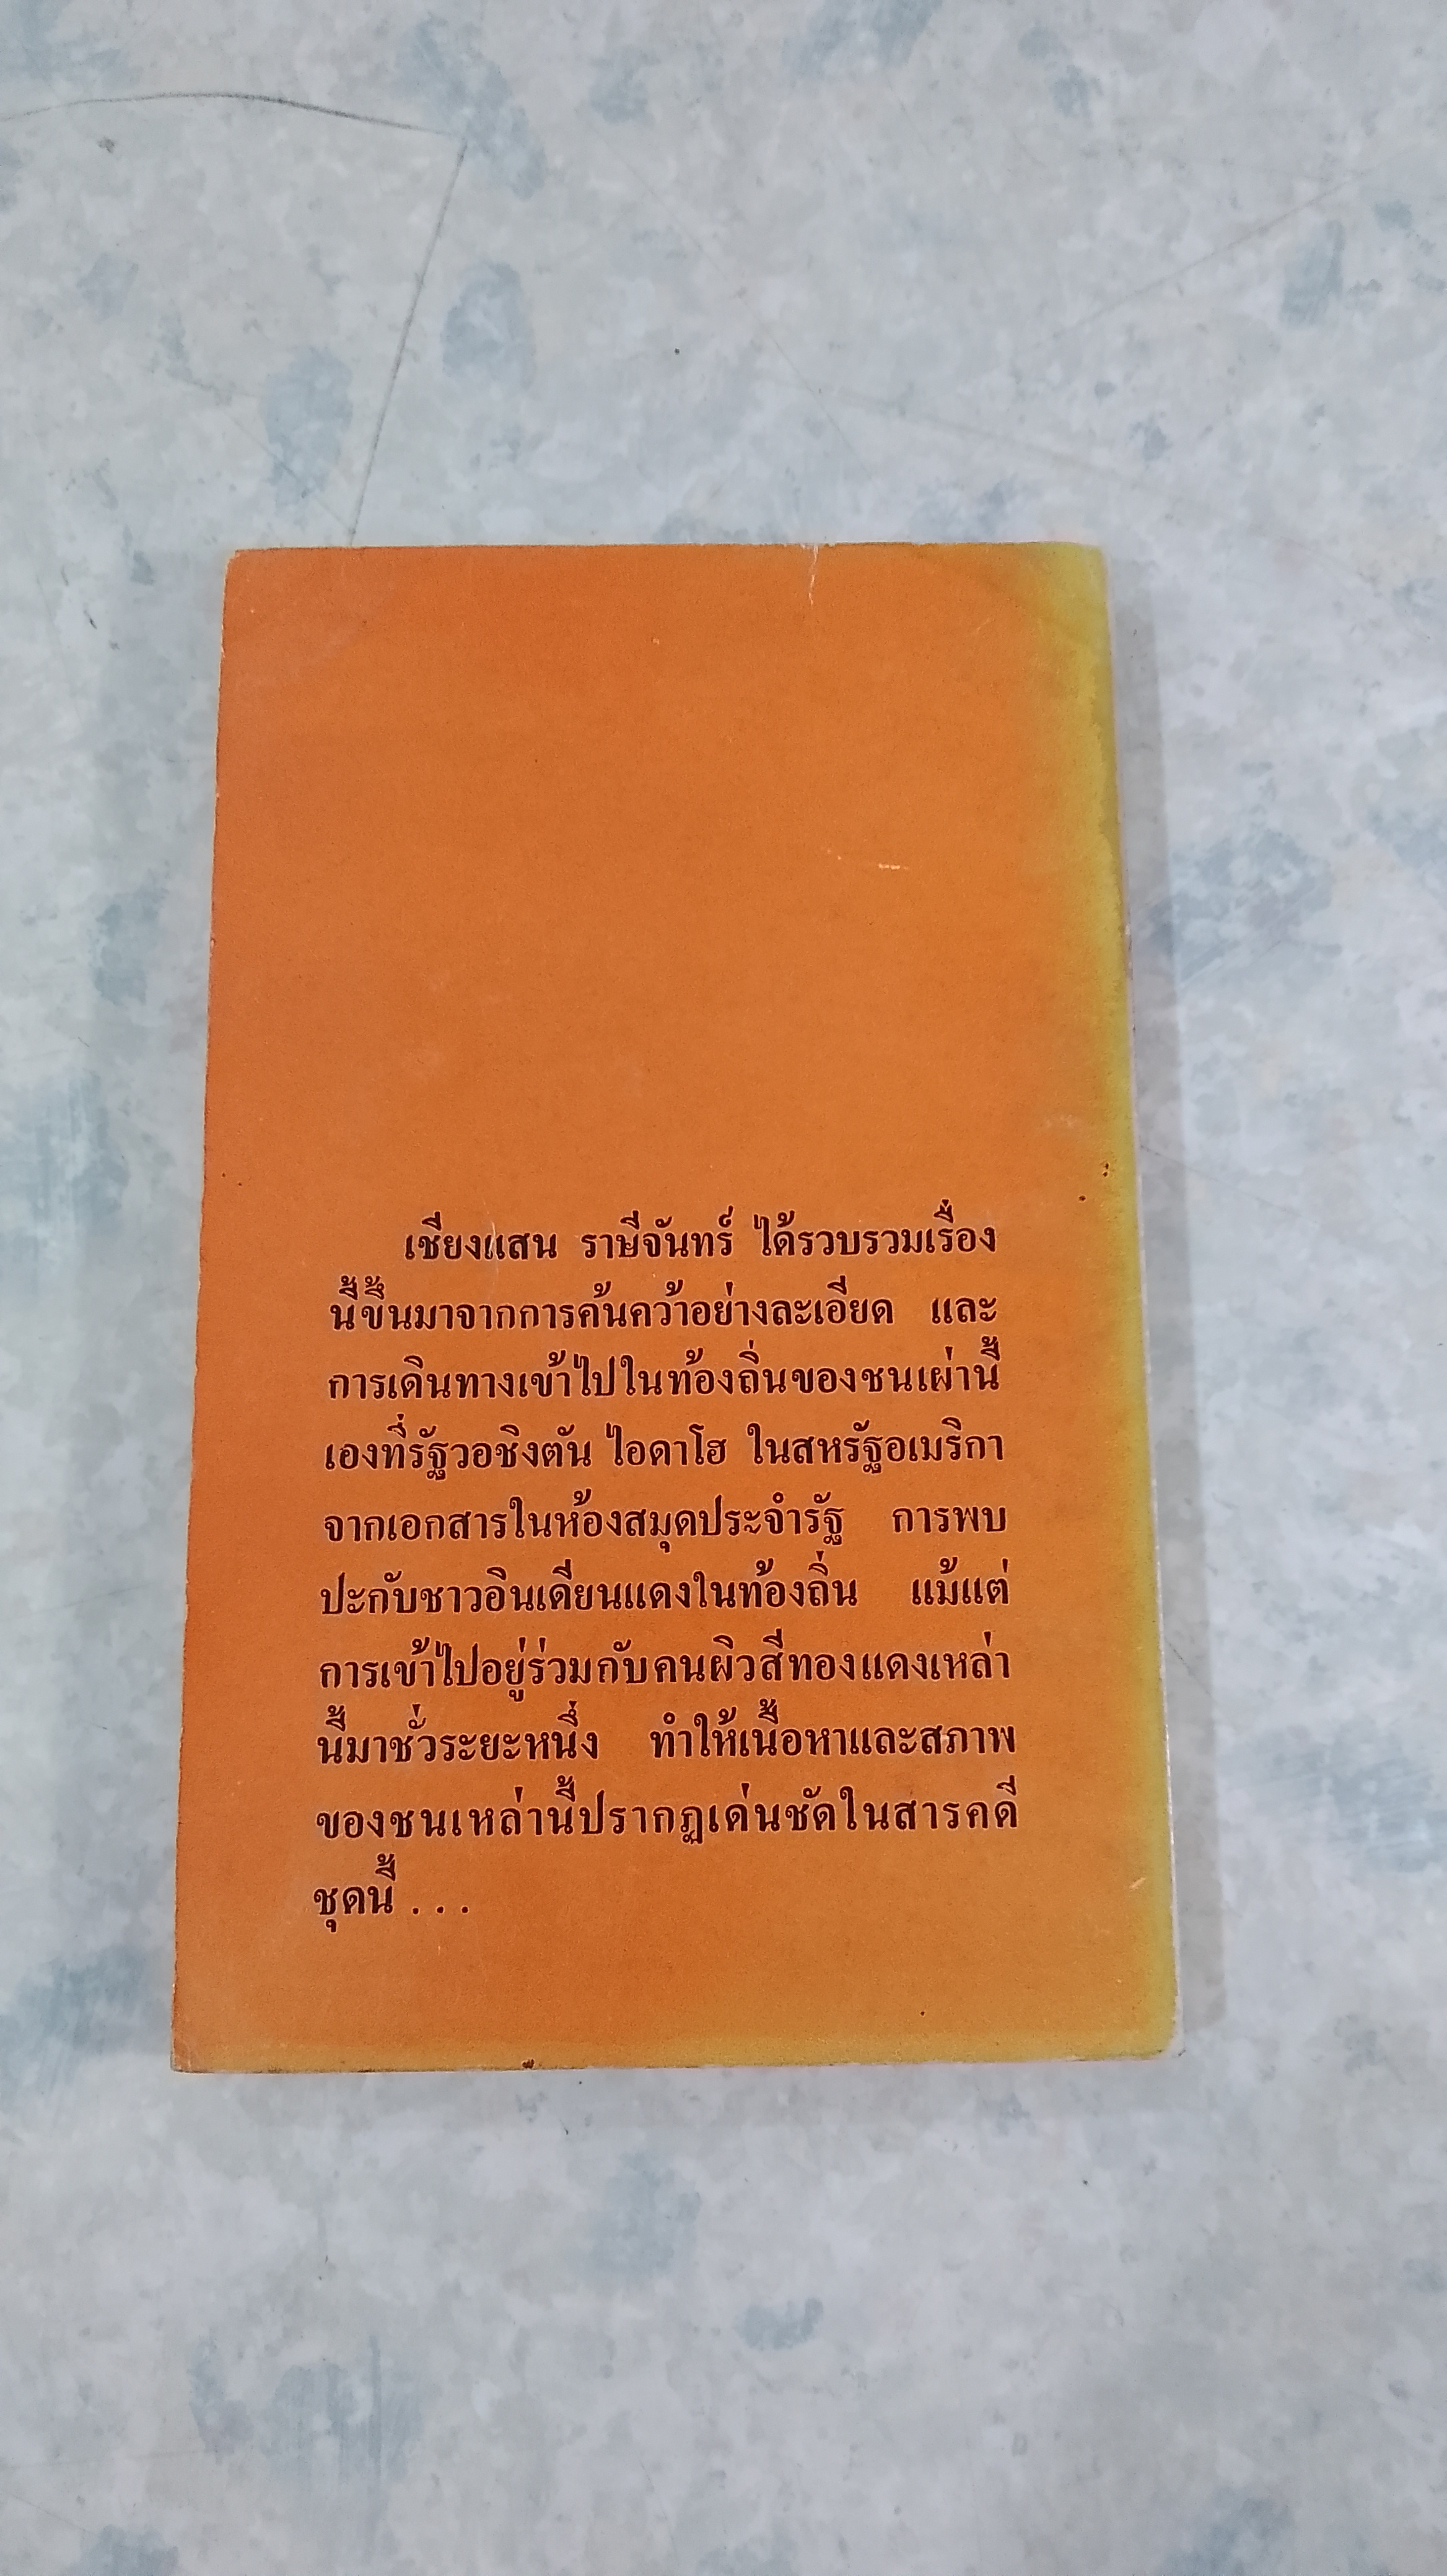 เชียงแสน ราษีจันทร์ ได้รวบรวมเรื่อง
นี้ขึ้นมาจากการค้นคว้าอย่างละเอียด และ
การเดินทางเข้าไปในท้องถิ่นของชนเผ่านี้
เองที่รัฐวอชิงตัน ไอดาโฮ ในสหรัฐอเมริกา
จากเอกสารในห้องสมุดประจำรัฐ การพบ
ปะกับชาวอินเดียนแดงในท้องถิ่น แม้แต่
การเข้าไปอยู่ร่วมกับคนผิวสีทองแดงเหล่า
นี้มาชั่วระยะหนึ่ง ทำให้เนื้อหาและสภาพ
ของชนเหล่านี้ปรากฏเด่นชัดในสารคดี
ชุดนี้ . . .